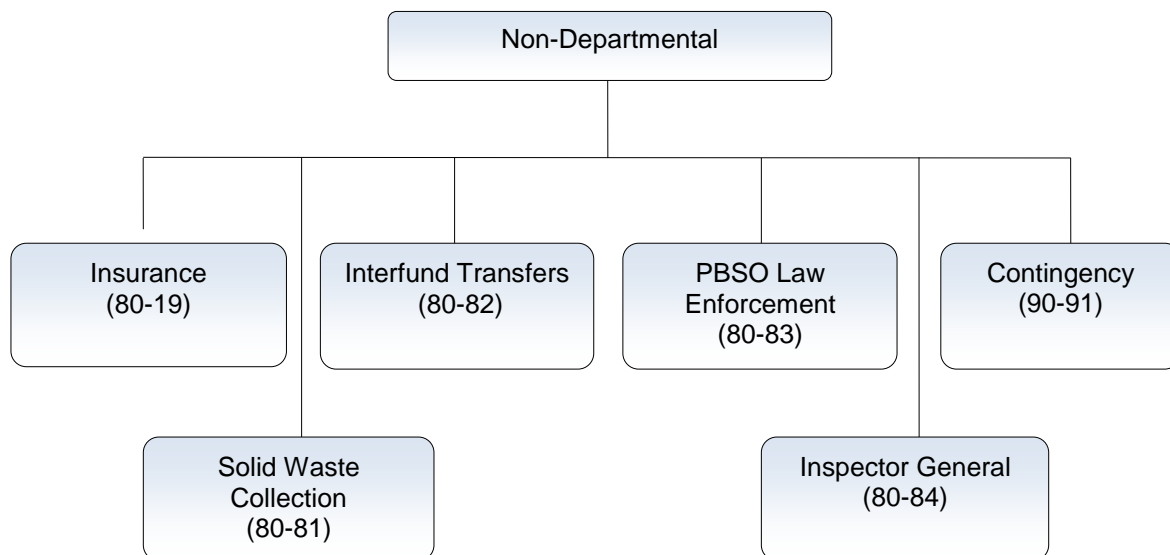 Non-Departmental
Insurance
(80-19)
Interfund Transfers
(80-82)
PBSO Law
Enforcement
(80-83)
Contingency
(90-91)
Solid Waste
Collection
(80-81)
Inspector General
(80-84)